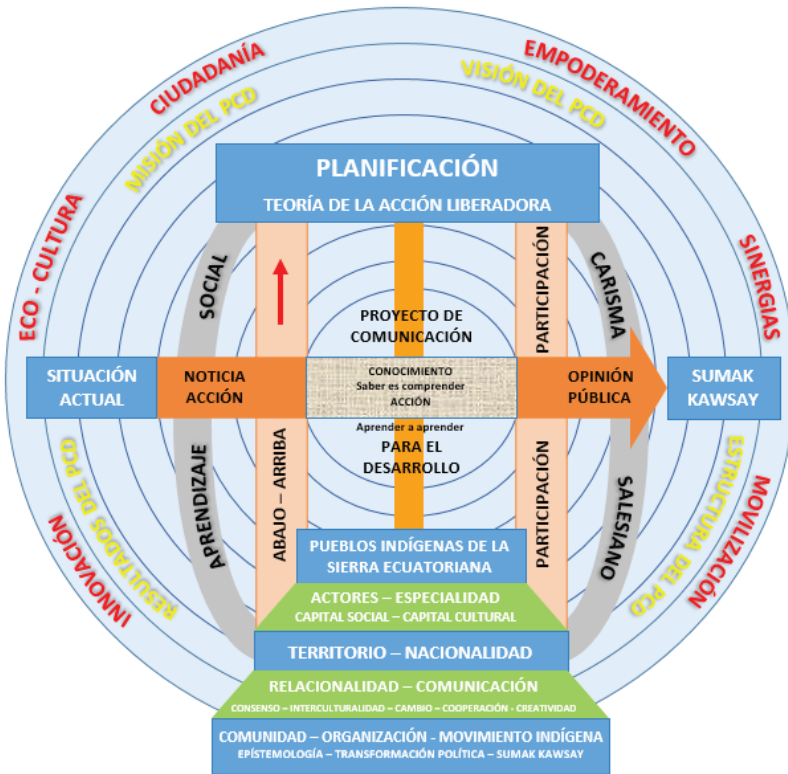 CIUDADANÍA
EMPODERAMIENTO
MISIÓN DEL PCD
VISIÓN DEL PCD
ECO - CULTURA
SINERGIAS
PLANIFICACIÓN
TEORÍA DE LA ACCIÓN LIBERADORA
SOCIAL
PARTICIPACIÓN
CARISMA
PROYECTO DE
COMUNICACIÓN
SITUACIÓN
ACTUAL
NOTICIA
ACCIÓN
CONOCIMIENTO
Saber es comprender
ACCIÓN
OPINIÓN
PÚBLICA
SUMAK
KAWSAY
Aprender a aprender
PARA EL
DESARROLLO
APRENDIZAJE
ABAJO – ARRIBA
PARTICIPACIÓN
SALESIANO
INNOVACIÓN
RESULTADOS DEL PCD
ESTRUCTURA DEL PCD
MOVILIZACIÓN
PUEBLOS INDÍGENAS DE LA
SIERRA ECUATORIANA
ACTORES – ESPECIALIDAD
CAPITAL SOCIAL – CAPITAL CULTURAL
TERRITORIO – NACIONALIDAD
RELACIONALIDAD – COMUNICACIÓN
CONSENSO – INTERCULTURALIDAD – CAMBIO – COOPERACIÓN - CREATIVIDAD
COMUNIDAD – ORGANIZACIÓN - MOVIMIENTO INDÍGENA
EPÍSTEMOLOGÍA – TRANSFORMACIÓN POLÍTICA – SUMAK KAWSAY